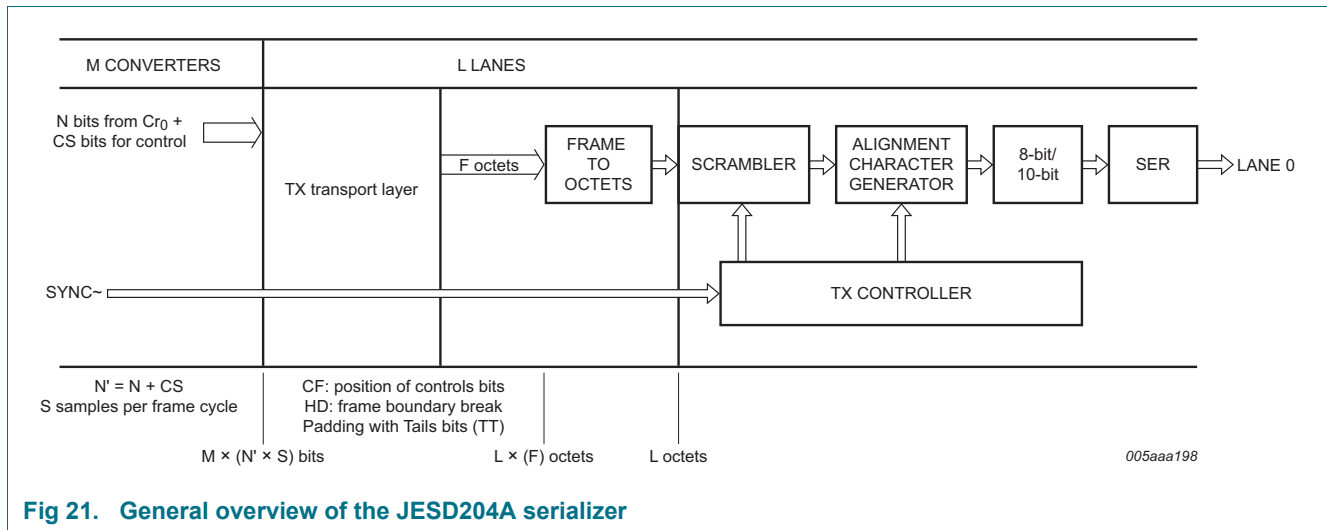 M CONVERTERS
L LANES
N bits from Cr0 +
CS bits for control
TX transport layer
F octets
FRAME
TO
OCTETS
SCRAMBLER
ALIGNMENT
CHARACTER
GENERATOR
8-bit/
10-bit
SER
LANE 0
SYNC~
TX CONTROLLER
N' = N + CS
S samples per frame cycle
CF: position of controls bits
HD: frame boundary break
Padding with Tails bits (TT)
M × (N' × S) bits
L × (F) octets
L octets
005aaa198
Fig 21. General overview of the JESD204A serializer